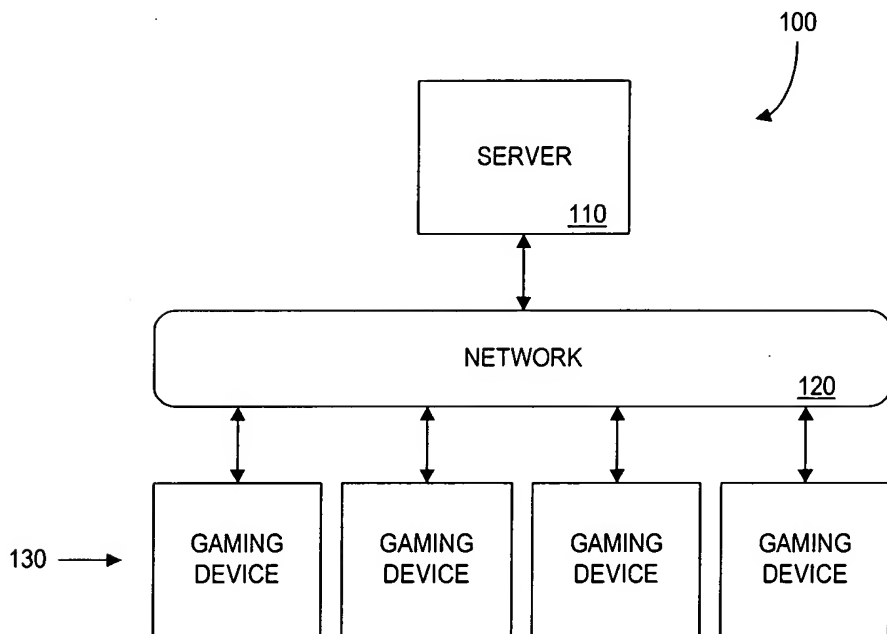 100
SERVER
110
NETWORK
120
130
GAMING DEVICE
GAMING DEVICE
GAMING DEVICE
GAMING DEVICE